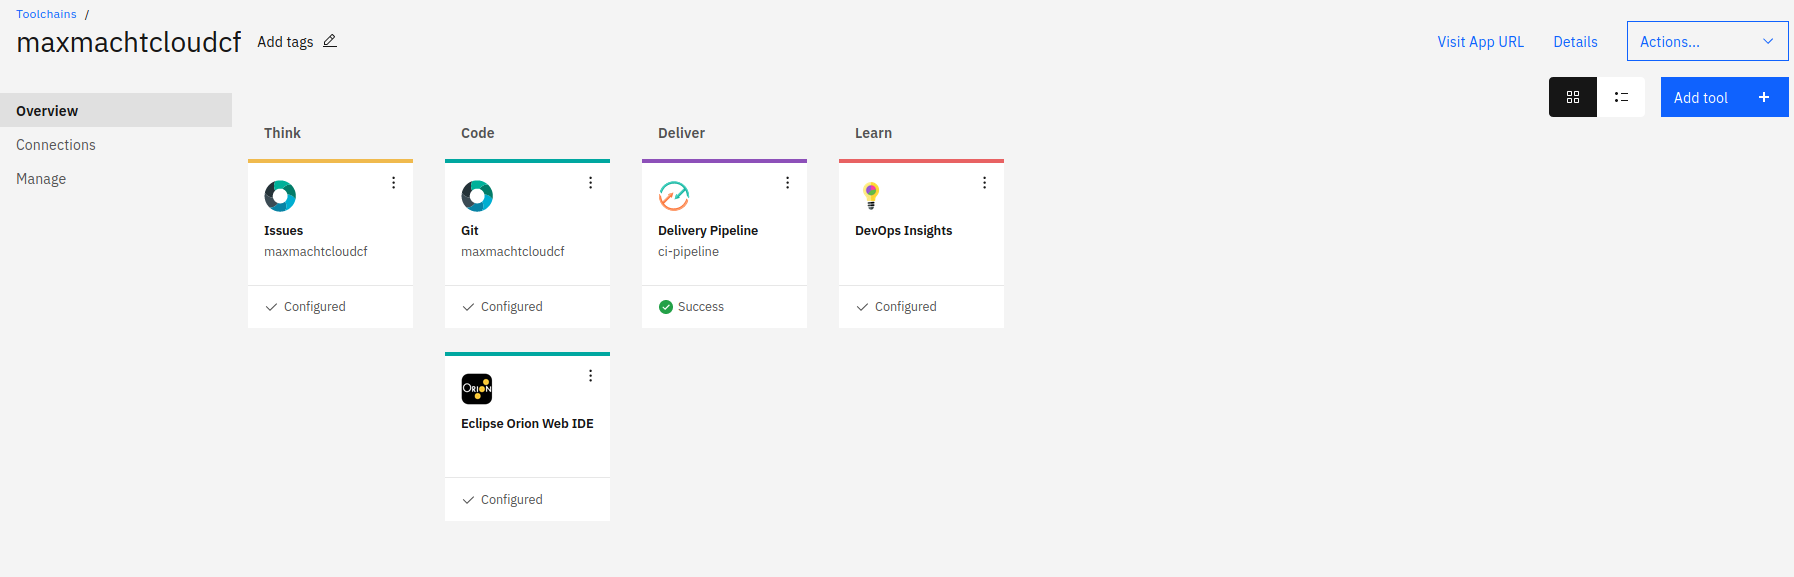 Toolchains /
maxmachtcloudcf Add tags
Visit App URL Details Actions...
Add tool
Overview
Connections
Manage
Think Code Deliver Learn
Issues
maxmachtcloudcf
Configured
Git
maxmachtcloudcf
Configured
Delivery Pipeline
ci-pipeline
Success
DevOps Insights
Configured
ORION
Eclipse Orion Web IDE
Configured